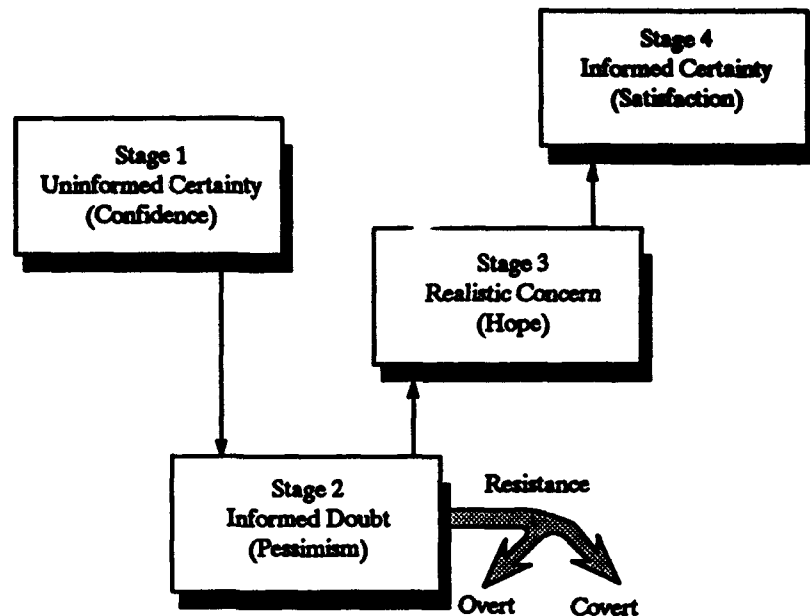 Stage 1
Uninformed Certainty
(Confidence)
Stage 2
Informed Doubt
(Pessimism)
Resistance
Overt
Covert
Stage 3
Realistic Concern
(Hope)
Stage 4
Informed Certainty
(Satisfaction)